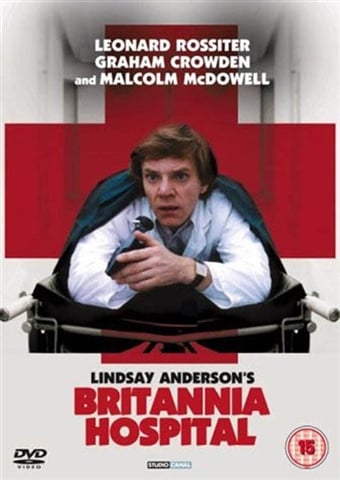 LEONARD ROSSITER
GRAHAM CROWDEN
and MALCOLM McDOWELL
LINDSAY ANDERSON'S
BRITANNIA
HOSPITAL
DVD
VIDEO
STUDIO CANAL
15